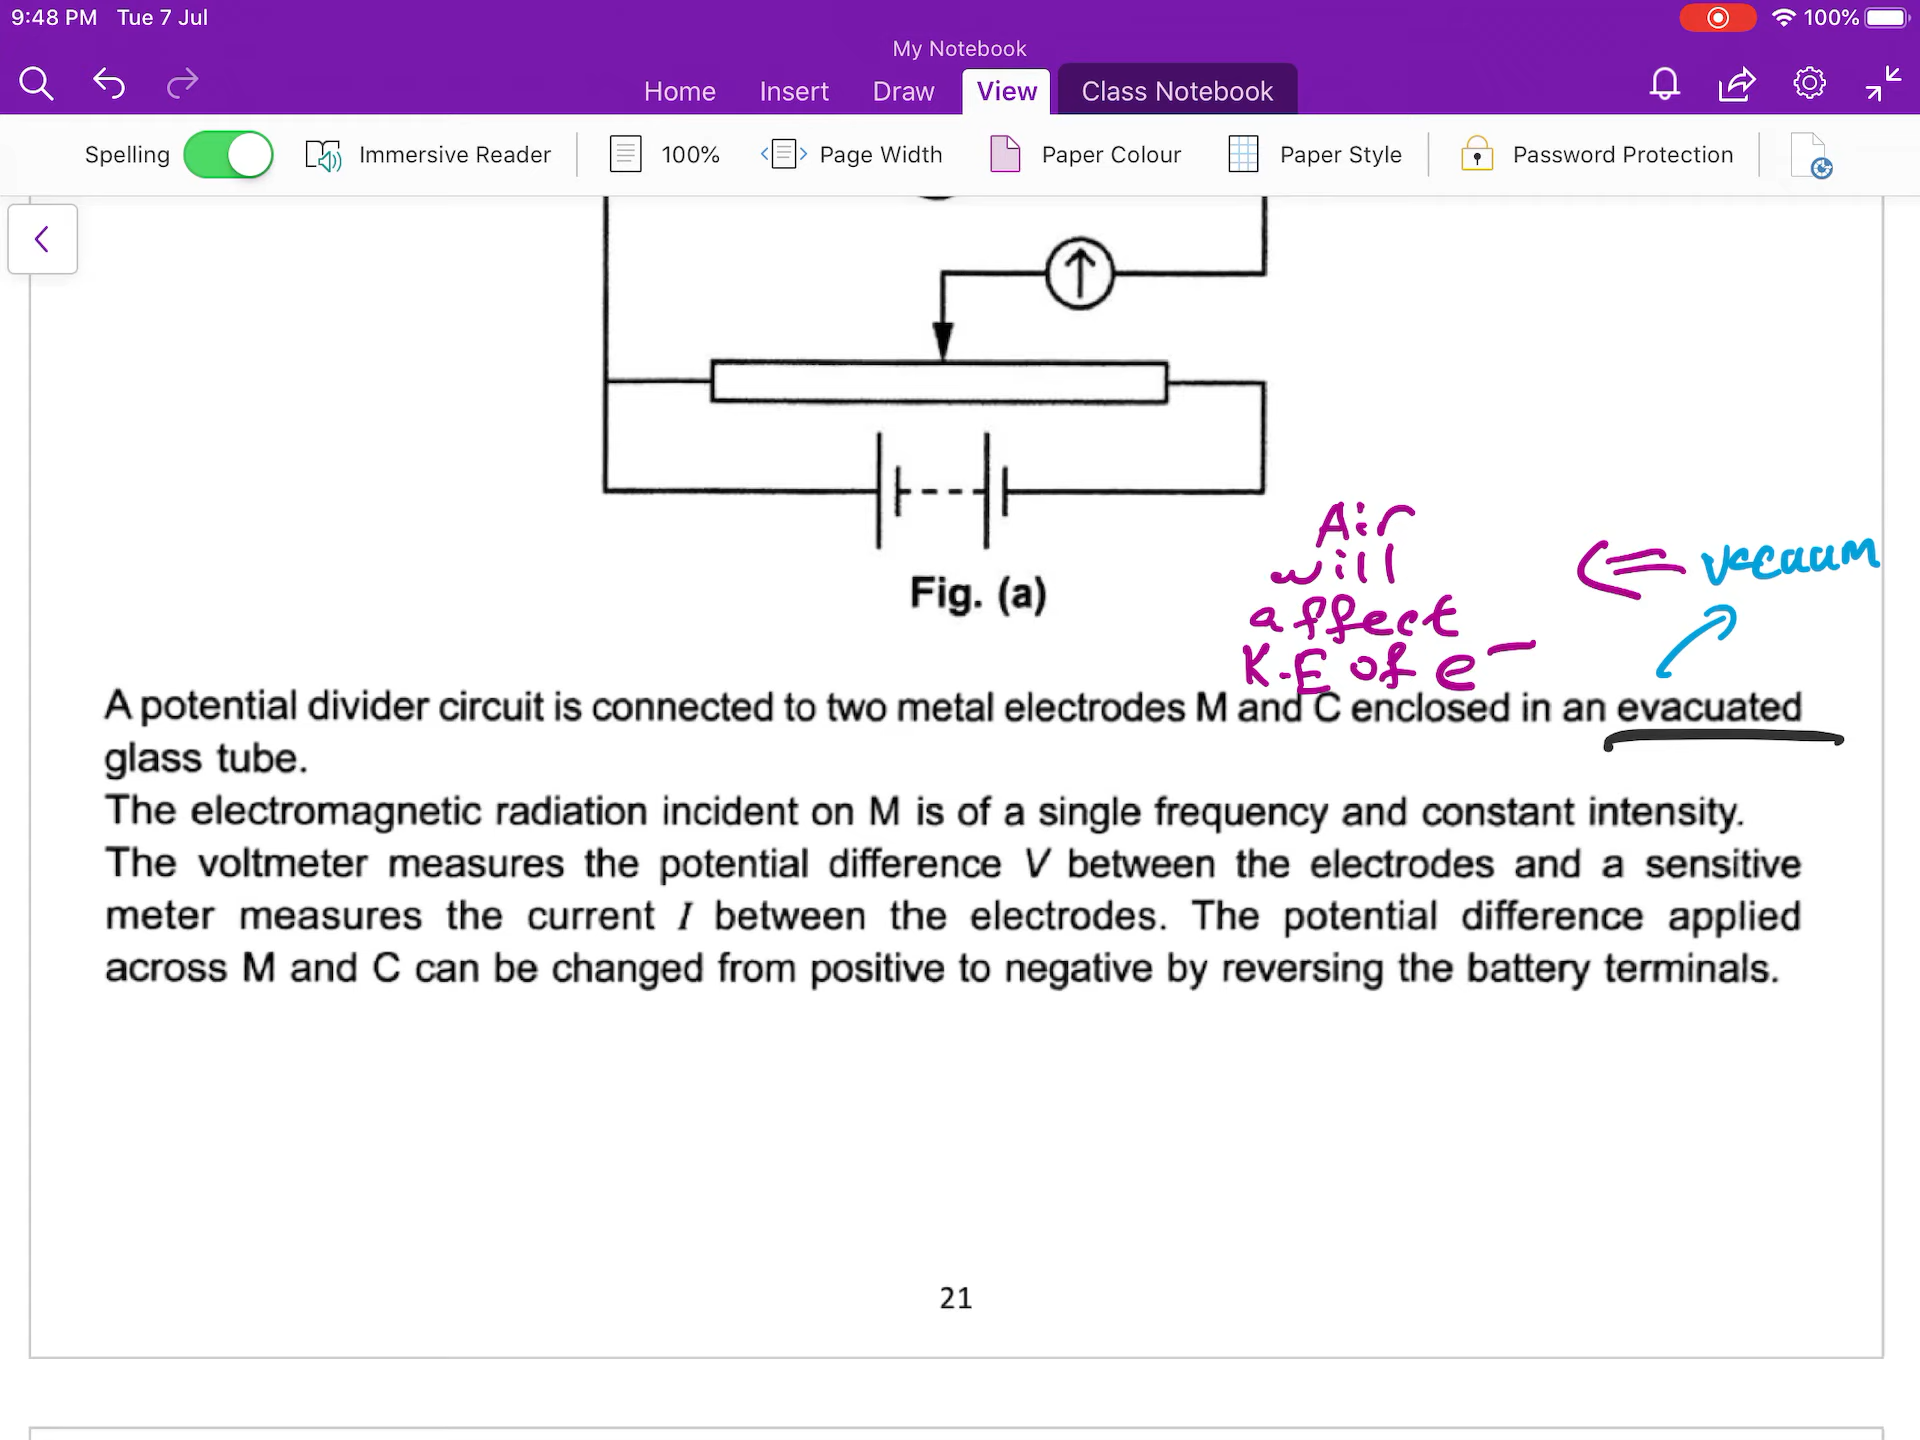 9:48 PM Tue 7 Jul
100%
My Notebook
Home Insert Draw View Class Notebook
Spelling Immersive Reader 100% Page Width Paper Colour Paper Style Password Protection
Fig. (a)
Air
will
affect
K.E of e⁻
<= vacuum
A potential divider circuit is connected to two metal electrodes M and C enclosed in an evacuated
glass tube.
The electromagnetic radiation incident on M is of a single frequency and constant intensity.
The voltmeter measures the potential difference V between the electrodes and a sensitive
meter measures the current I between the electrodes. The potential difference applied
across M and C can be changed from positive to negative by reversing the battery terminals.
21